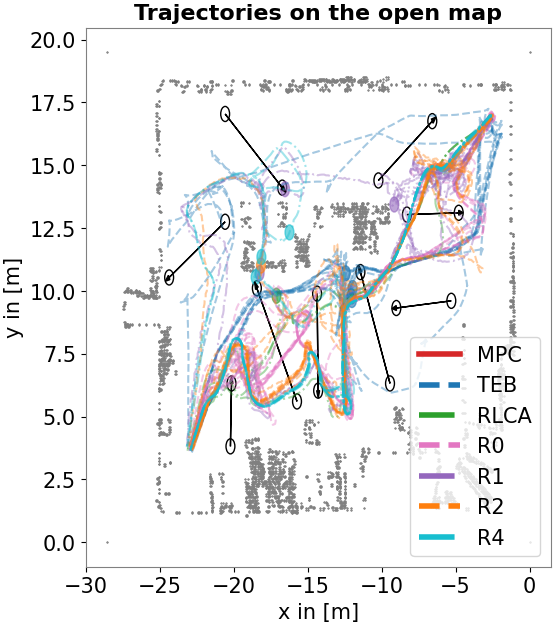 Trajectories on the open map
20.0
17.5
15.0
12.5
10.0
7.5
5.0
2.5
0.0
y in [m]
−30
−25
−20
−15
−10
−5
0
x in [m]
MPC
TEB
RLCA
R0
R1
R2
R4